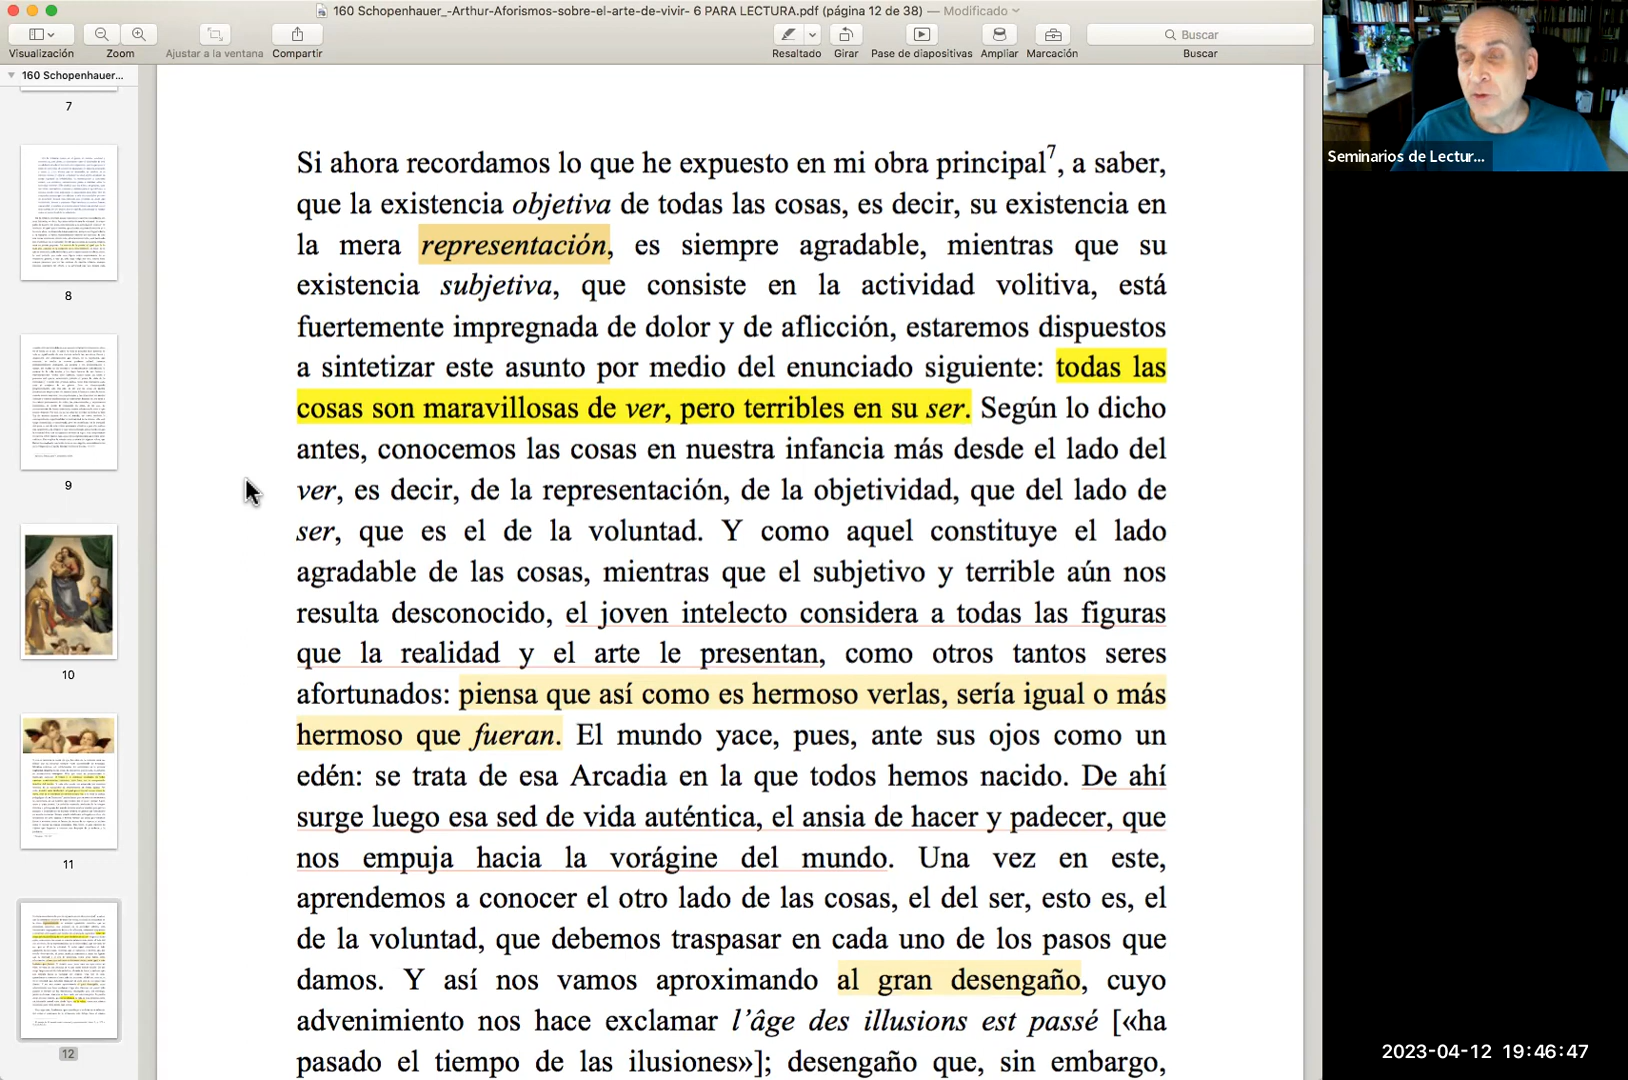 160 Schopenhauer_-Arthur-Aforismos-sobre-el-arte-de-vivir- 6 PARA LECTURA.pdf (página 12 de 38) — Modificado
Buscar
Visualización
Zoom
Ajustar a la ventana
Compartir
Resaltado
Girar
Pase de diapositivas
Ampliar
Marcación
Buscar
160 Schopenhauer...
7
8
9
10
11
12
Si ahora recordamos lo que he expuesto en mi obra principal7, a saber,
que la existencia objetiva de todas las cosas, es decir, su existencia en
la mera representación, es siempre agradable, mientras que su
existencia subjetiva, que consiste en la actividad volitiva, está
fuertemente impregnada de dolor y de aflicción, estaremos dispuestos
a sintetizar este asunto por medio del enunciado siguiente: todas las
cosas son maravillosas de ver, pero terribles en su ser. Según lo dicho
antes, conocemos las cosas en nuestra infancia más desde el lado del
ver, es decir, de la representación, de la objetividad, que del lado de
ser, que es el de la voluntad. Y como aquel constituye el lado
agradable de las cosas, mientras que el subjetivo y terrible aún nos
resulta desconocido, el joven intelecto considera a todas las figuras
que la realidad y el arte le presentan, como otros tantos seres
afortunados: piensa que así como es hermoso verlas, sería igual o más
hermoso que fueran. El mundo yace, pues, ante sus ojos como un
edén: se trata de esa Arcadia en la que todos hemos nacido. De ahí
surge luego esa sed de vida auténtica, el ansia de hacer y padecer, que
nos empuja hacia la vorágine del mundo. Una vez en este,
aprendemos a conocer el otro lado de las cosas, el del ser, esto es, el
de la voluntad, que debemos traspasar en cada uno de los pasos que
damos. Y así nos vamos aproximando al gran desengaño, cuyo
advenimiento nos hace exclamar l’âge des illusions est passé [«ha
pasado el tiempo de las ilusiones»]; desengaño que, sin embargo,
Seminarios de Lectur...
2023-04-12 19:46:47